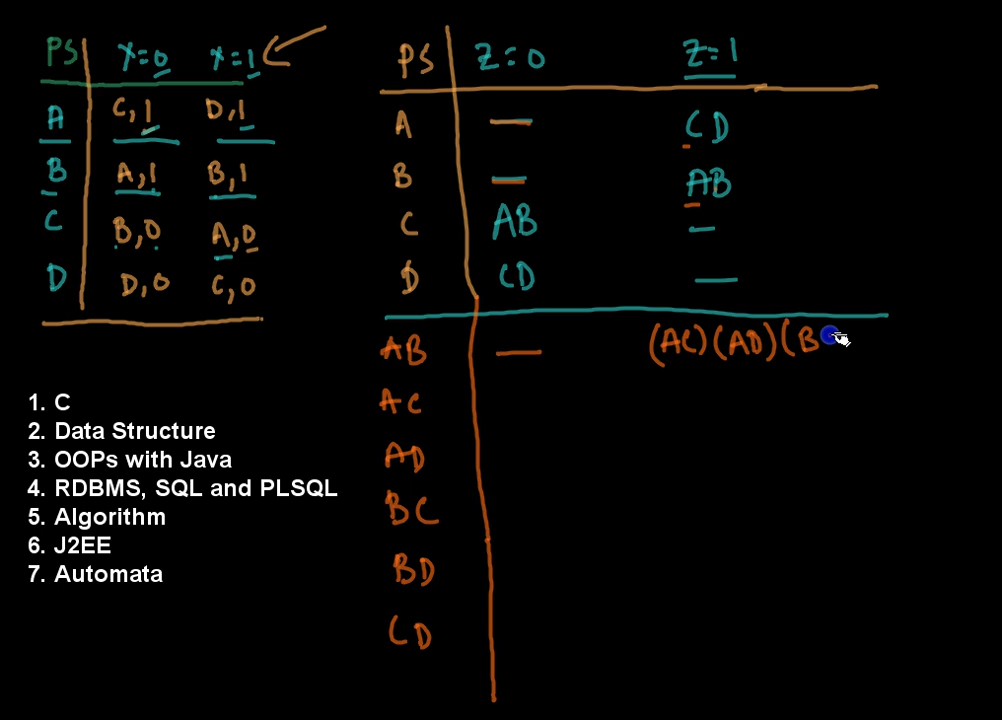 PS X=0 X=1
A C,1 D,1
B A,1 B,1
C B,0 A,0
D D,0 C,0
1. C
2. Data Structure
3. OOPs with Java
4. RDBMS, SQL and PLSQL
5. Algorithm
6. J2EE
7. Automata
PS Z=0 Z=1
A — CD
B — AB
C AB —
D CD —
AB — (AC)(AD)(B
AC
AD
BC
BD
CD